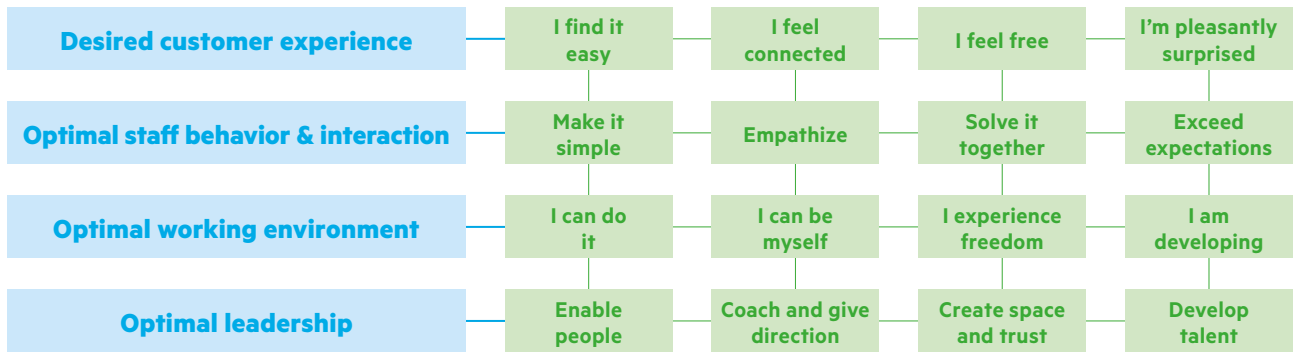 Desired customer experience
I find it
easy
I feel
connected
I feel free
I'm pleasantly
surprised
Optimal staff behavior & interaction
Make it
simple
Empathize
Solve it
together
Exceed
expectations
Optimal working environment
I can do
it
I can be
myself
I experience
freedom
I am
developing
Optimal leadership
Enable
people
Coach and give
direction
Create space
and trust
Develop
talent